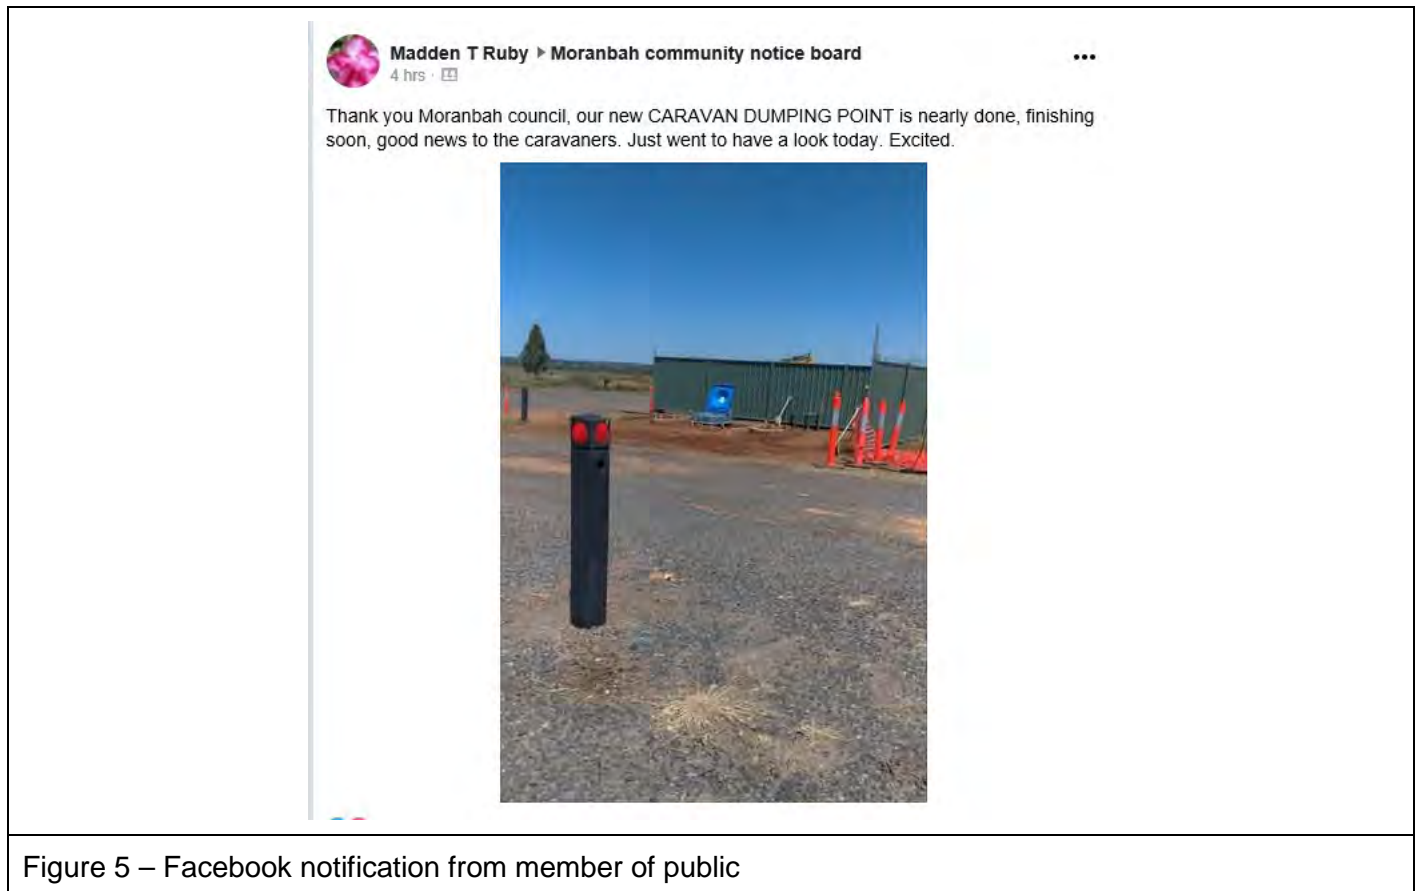 Madden T Ruby ▸ Moranbah community notice board
4 hrs ·
Thank you Moranbah council, our new CARAVAN DUMPING POINT is nearly done, finishing
soon, good news to the caravaners. Just went to have a look today. Excited.
Figure 5 – Facebook notification from member of public